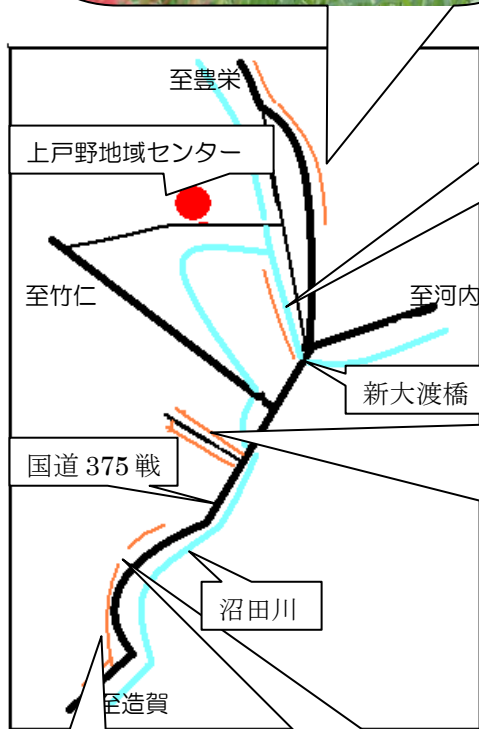 至豊栄
上戸野地域センター
至竹仁
至河内
新大渡橋
国道 375 戦
沼田川
至造賀